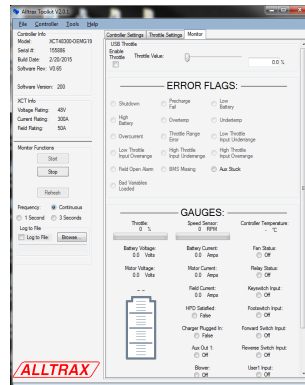 Alltrax Toolkit V2.0.1
File Controller Tools Help
Controller Info
Model: XCT48300-OEMG19
Serial #: 155886
Build Date: 2/20/2015
Software Rev: V0.65
Software Version: 200
XCT Info
Voltage Rating: 48V
Current Rating: 300A
Field Rating: 50A
Monitor Functions
Start
Stop
Refresh
Frequency: Continuous
1 Second 3 Seconds
Log to File
Log to File: Browse...
ALLTRAX
Controller Settings Throttle Settings Monitor
USB Throttle
Enable Throttle
Throttle Value:
0.0 %
ERROR FLAGS:
Shutdown
Precharge Fail
Low Battery
High Battery
Overtemp
Undertemp
Overcurrent
Throttle Range Error
Low Throttle Input Underrange
Low Throttle Input Overrange
High Throttle Input Underrange
High Throttle Input Overrange
Field Open Alarm
BMS Missing
Aux Stuck
Bad Variables Loaded
GAUGES:
Throttle: Speed Sensor: Controller Temperature:
0 % 0 RPM - °C
Battery Voltage: Battery Current: Fan Status:
0.0 Volts 0.0 Amps Off
Motor Voltage: Motor Current: Relay Status:
0.0 Volts 0.0 Amps Off
Field Current: Keyswitch Input:
-- 0.0 Amps Off
HPD Satisfied: Footswitch Input:
False Off
Charger Plugged In: Forward Switch Input:
False Off
Aux Out 1: Reverse Switch Input:
Off Off
Blower: User1 Input:
Off Off